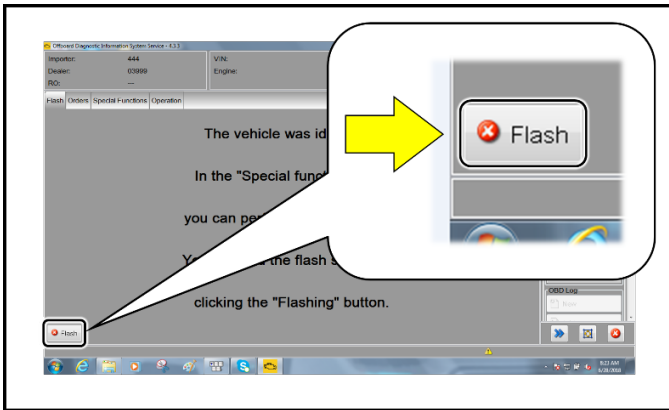 Offboard Diagnostic Information System Service - 4.3.3
Importer: 444
Dealer: 03999
RO: ---
VIN:
Engine:
Flash Orders Special Functions Operation
The vehicle was id
In the "Special funct
you can pe
the flash s
clicking the "Flashing" button.
Flash
OBD Log
Flash
9:23 AM